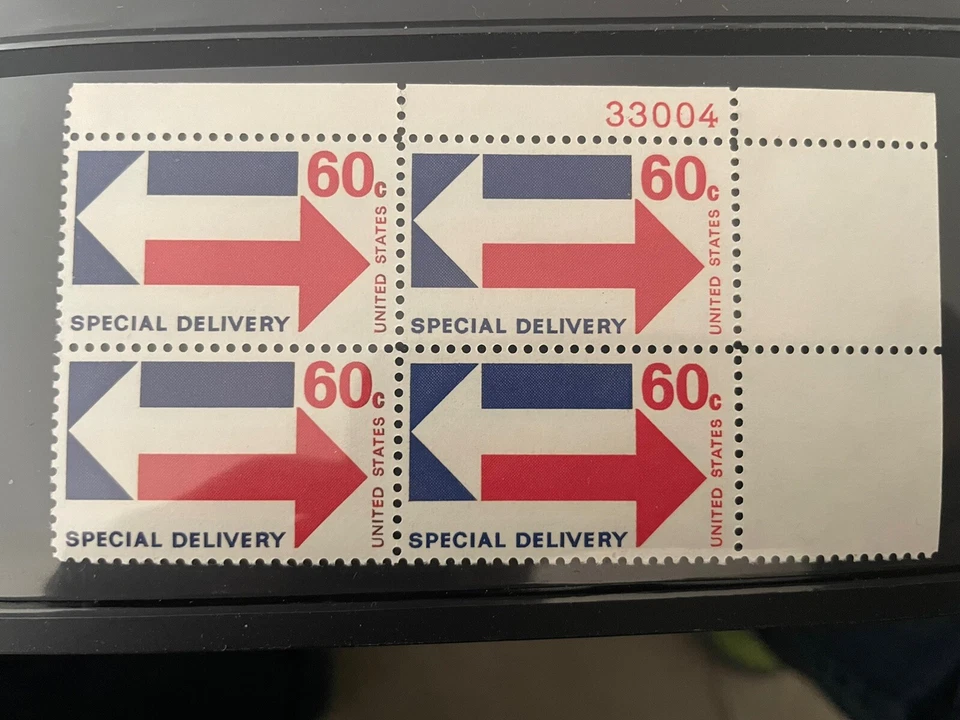 33004
60c
UNITED STATES
SPECIAL DELIVERY
60c
UNITED STATES
SPECIAL DELIVERY
60c
UNITED STATES
SPECIAL DELIVERY
60c
UNITED STATES
SPECIAL DELIVERY